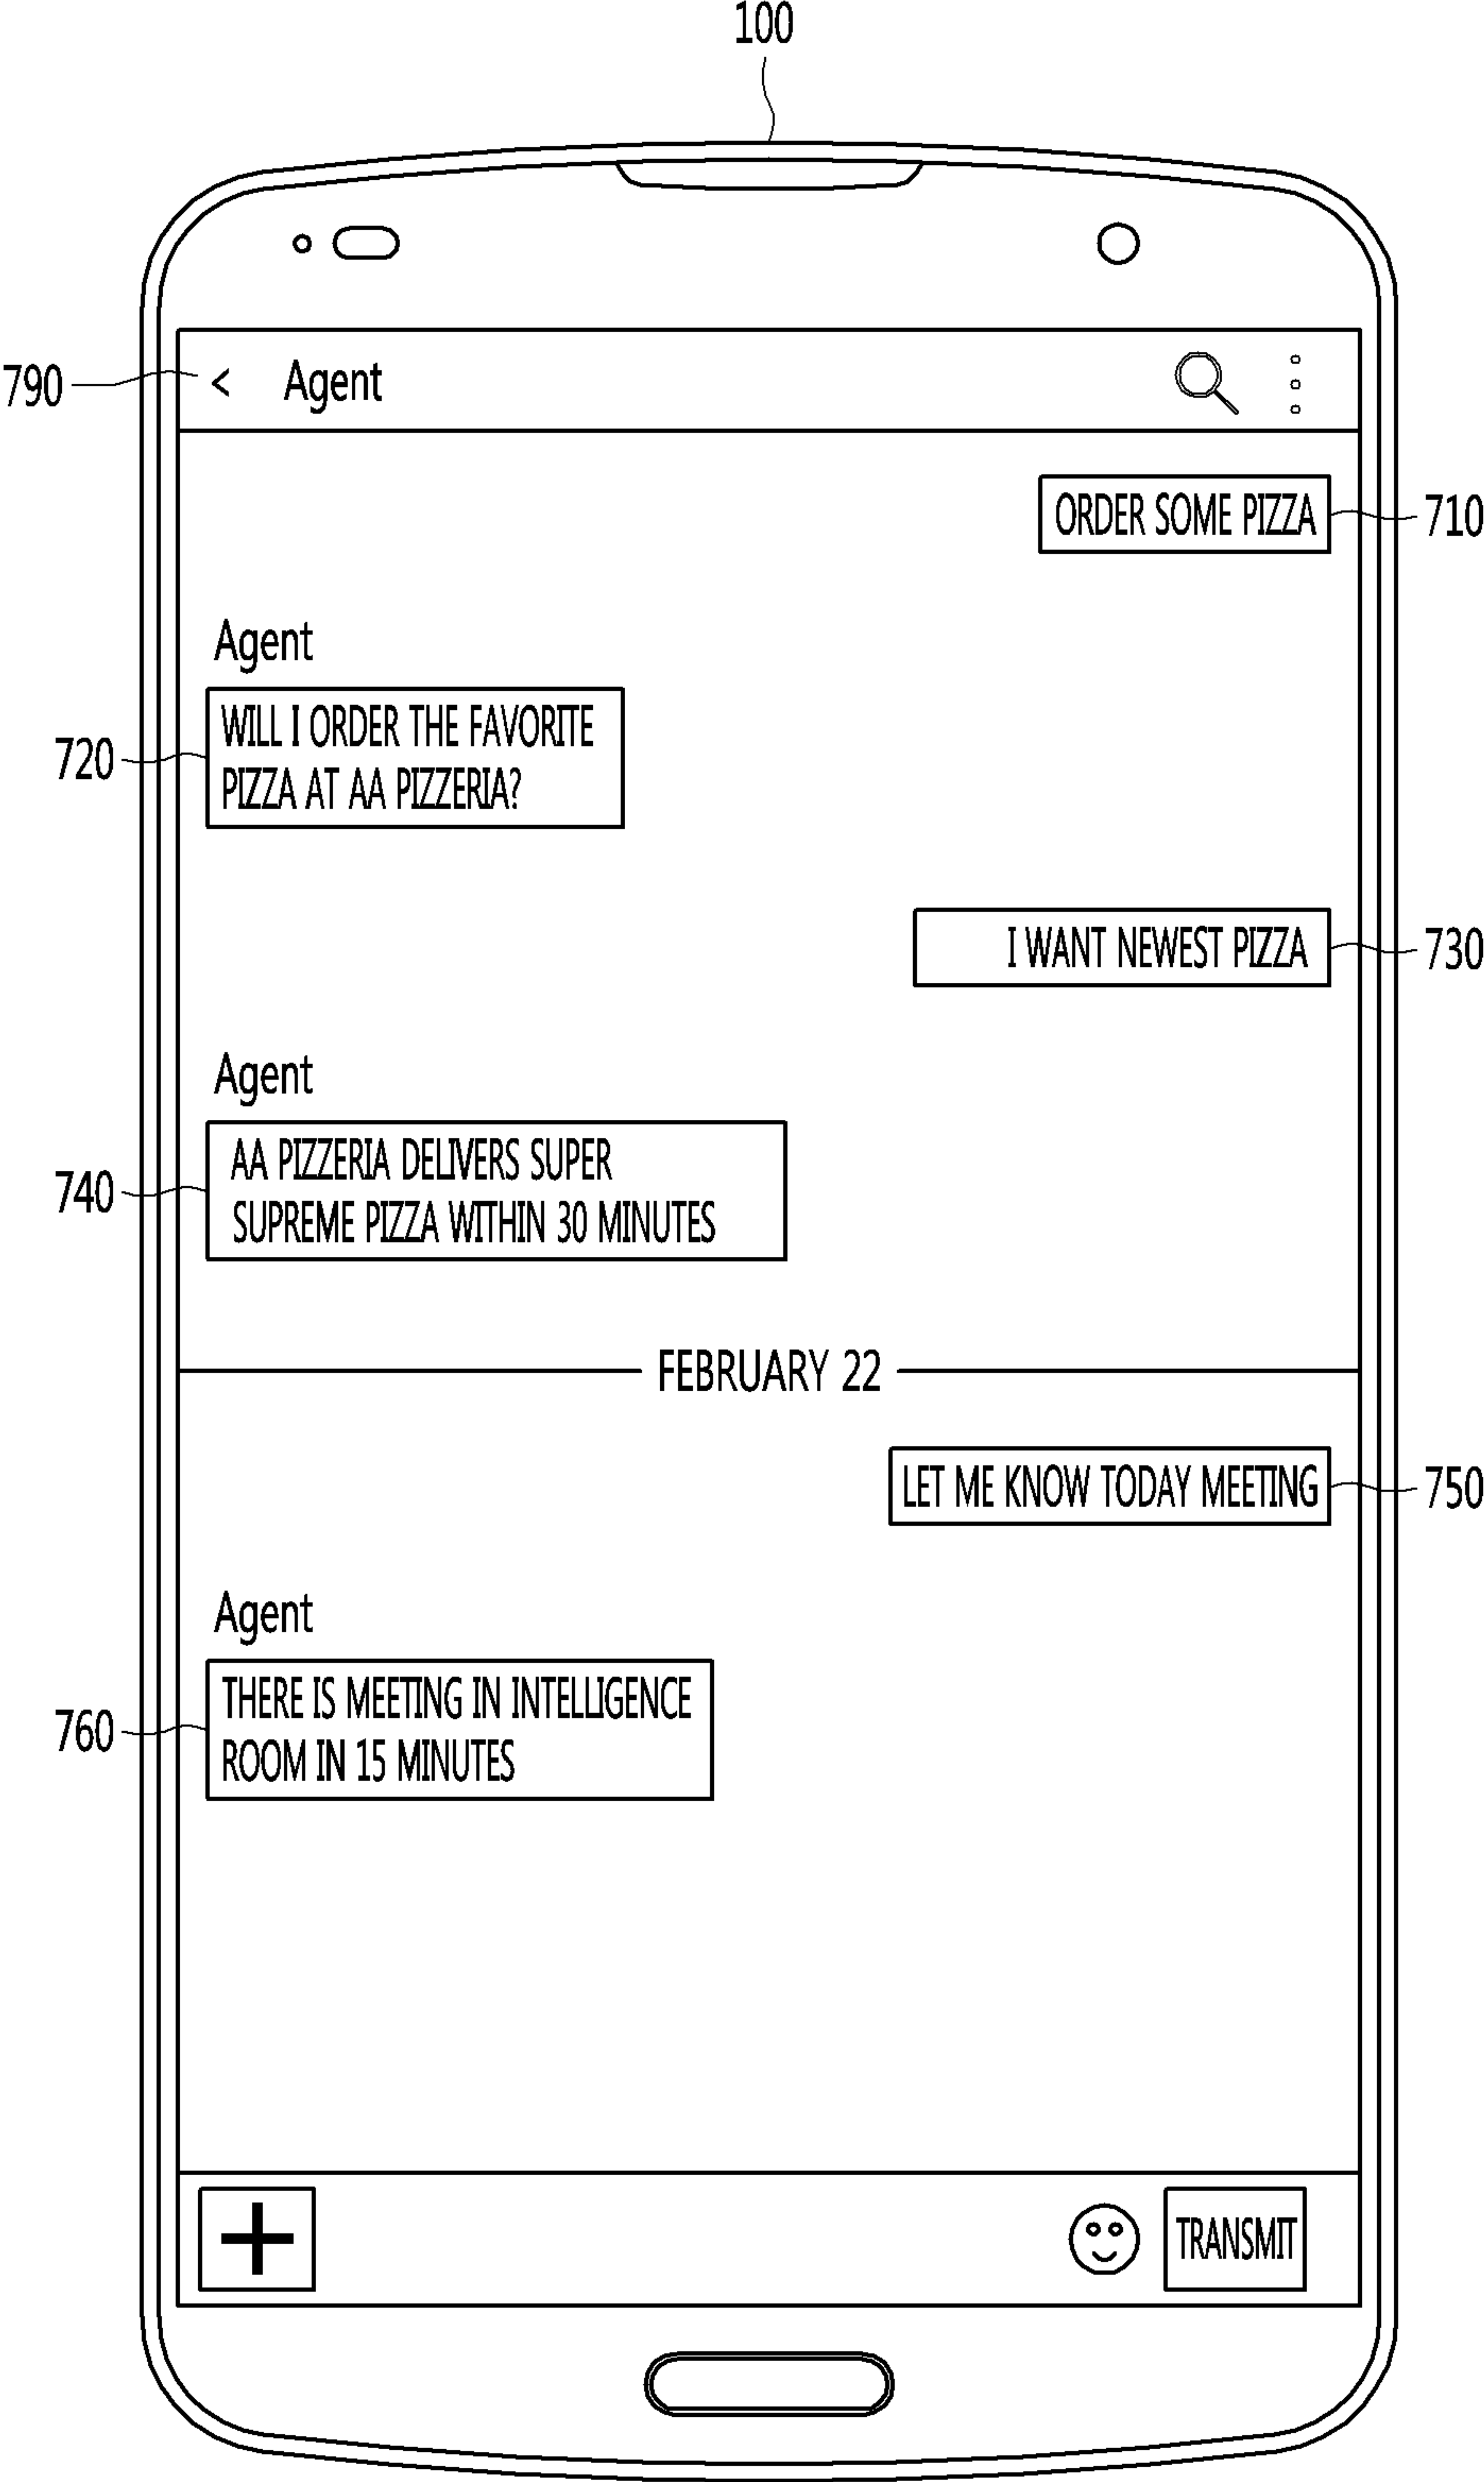 100
790
< Agent
ORDER SOME PIZZA
710
Agent
720
WILL I ORDER THE FAVORITE
PIZZA AT AA PIZZERIA?
I WANT NEWEST PIZZA
730
Agent
740
AA PIZZERIA DELIVERS SUPER
SUPREME PIZZA WITHIN 30 MINUTES
FEBRUARY 22
LET ME KNOW TODAY MEETING
750
Agent
760
THERE IS MEETING IN INTELLIGENCE
ROOM IN 15 MINUTES
TRANSMIT